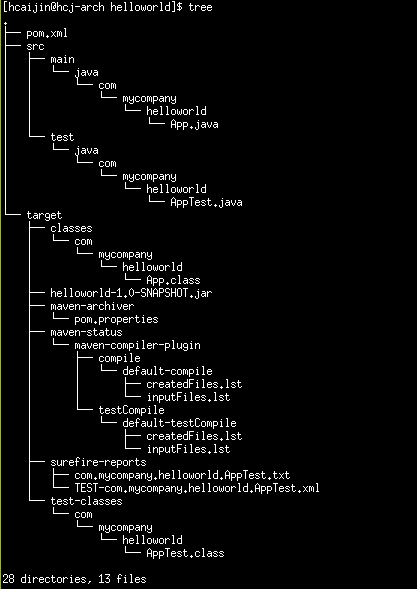 [hcaijin@hcj-arch helloworld]$ tree
.
├── pom.xml
├── src
│   ├── main
│   │   └── java
│   │       └── com
│   │           └── mycompany
│   │               └── helloworld
│   │                   └── App.java
│   └── test
│       └── java
│           └── com
│               └── mycompany
│                   └── helloworld
│                       └── AppTest.java
└── target
    ├── classes
    │   └── com
    │       └── mycompany
    │           └── helloworld
    │               └── App.class
    ├── helloworld-1.0-SNAPSHOT.jar
    ├── maven-archiver
    │   └── pom.properties
    ├── maven-status
    │   └── maven-compiler-plugin
    │       ├── compile
    │       │   └── default-compile
    │       │       ├── createdFiles.lst
    │       │       └── inputFiles.lst
    │       └── testCompile
    │           └── default-testCompile
    │               ├── createdFiles.lst
    │               └── inputFiles.lst
    ├── surefire-reports
    │   ├── com.mycompany.helloworld.AppTest.txt
    │   └── TEST-com.mycompany.helloworld.AppTest.xml
    └── test-classes
        └── com
            └── mycompany
                └── helloworld
                    └── AppTest.class
28 directories, 13 files